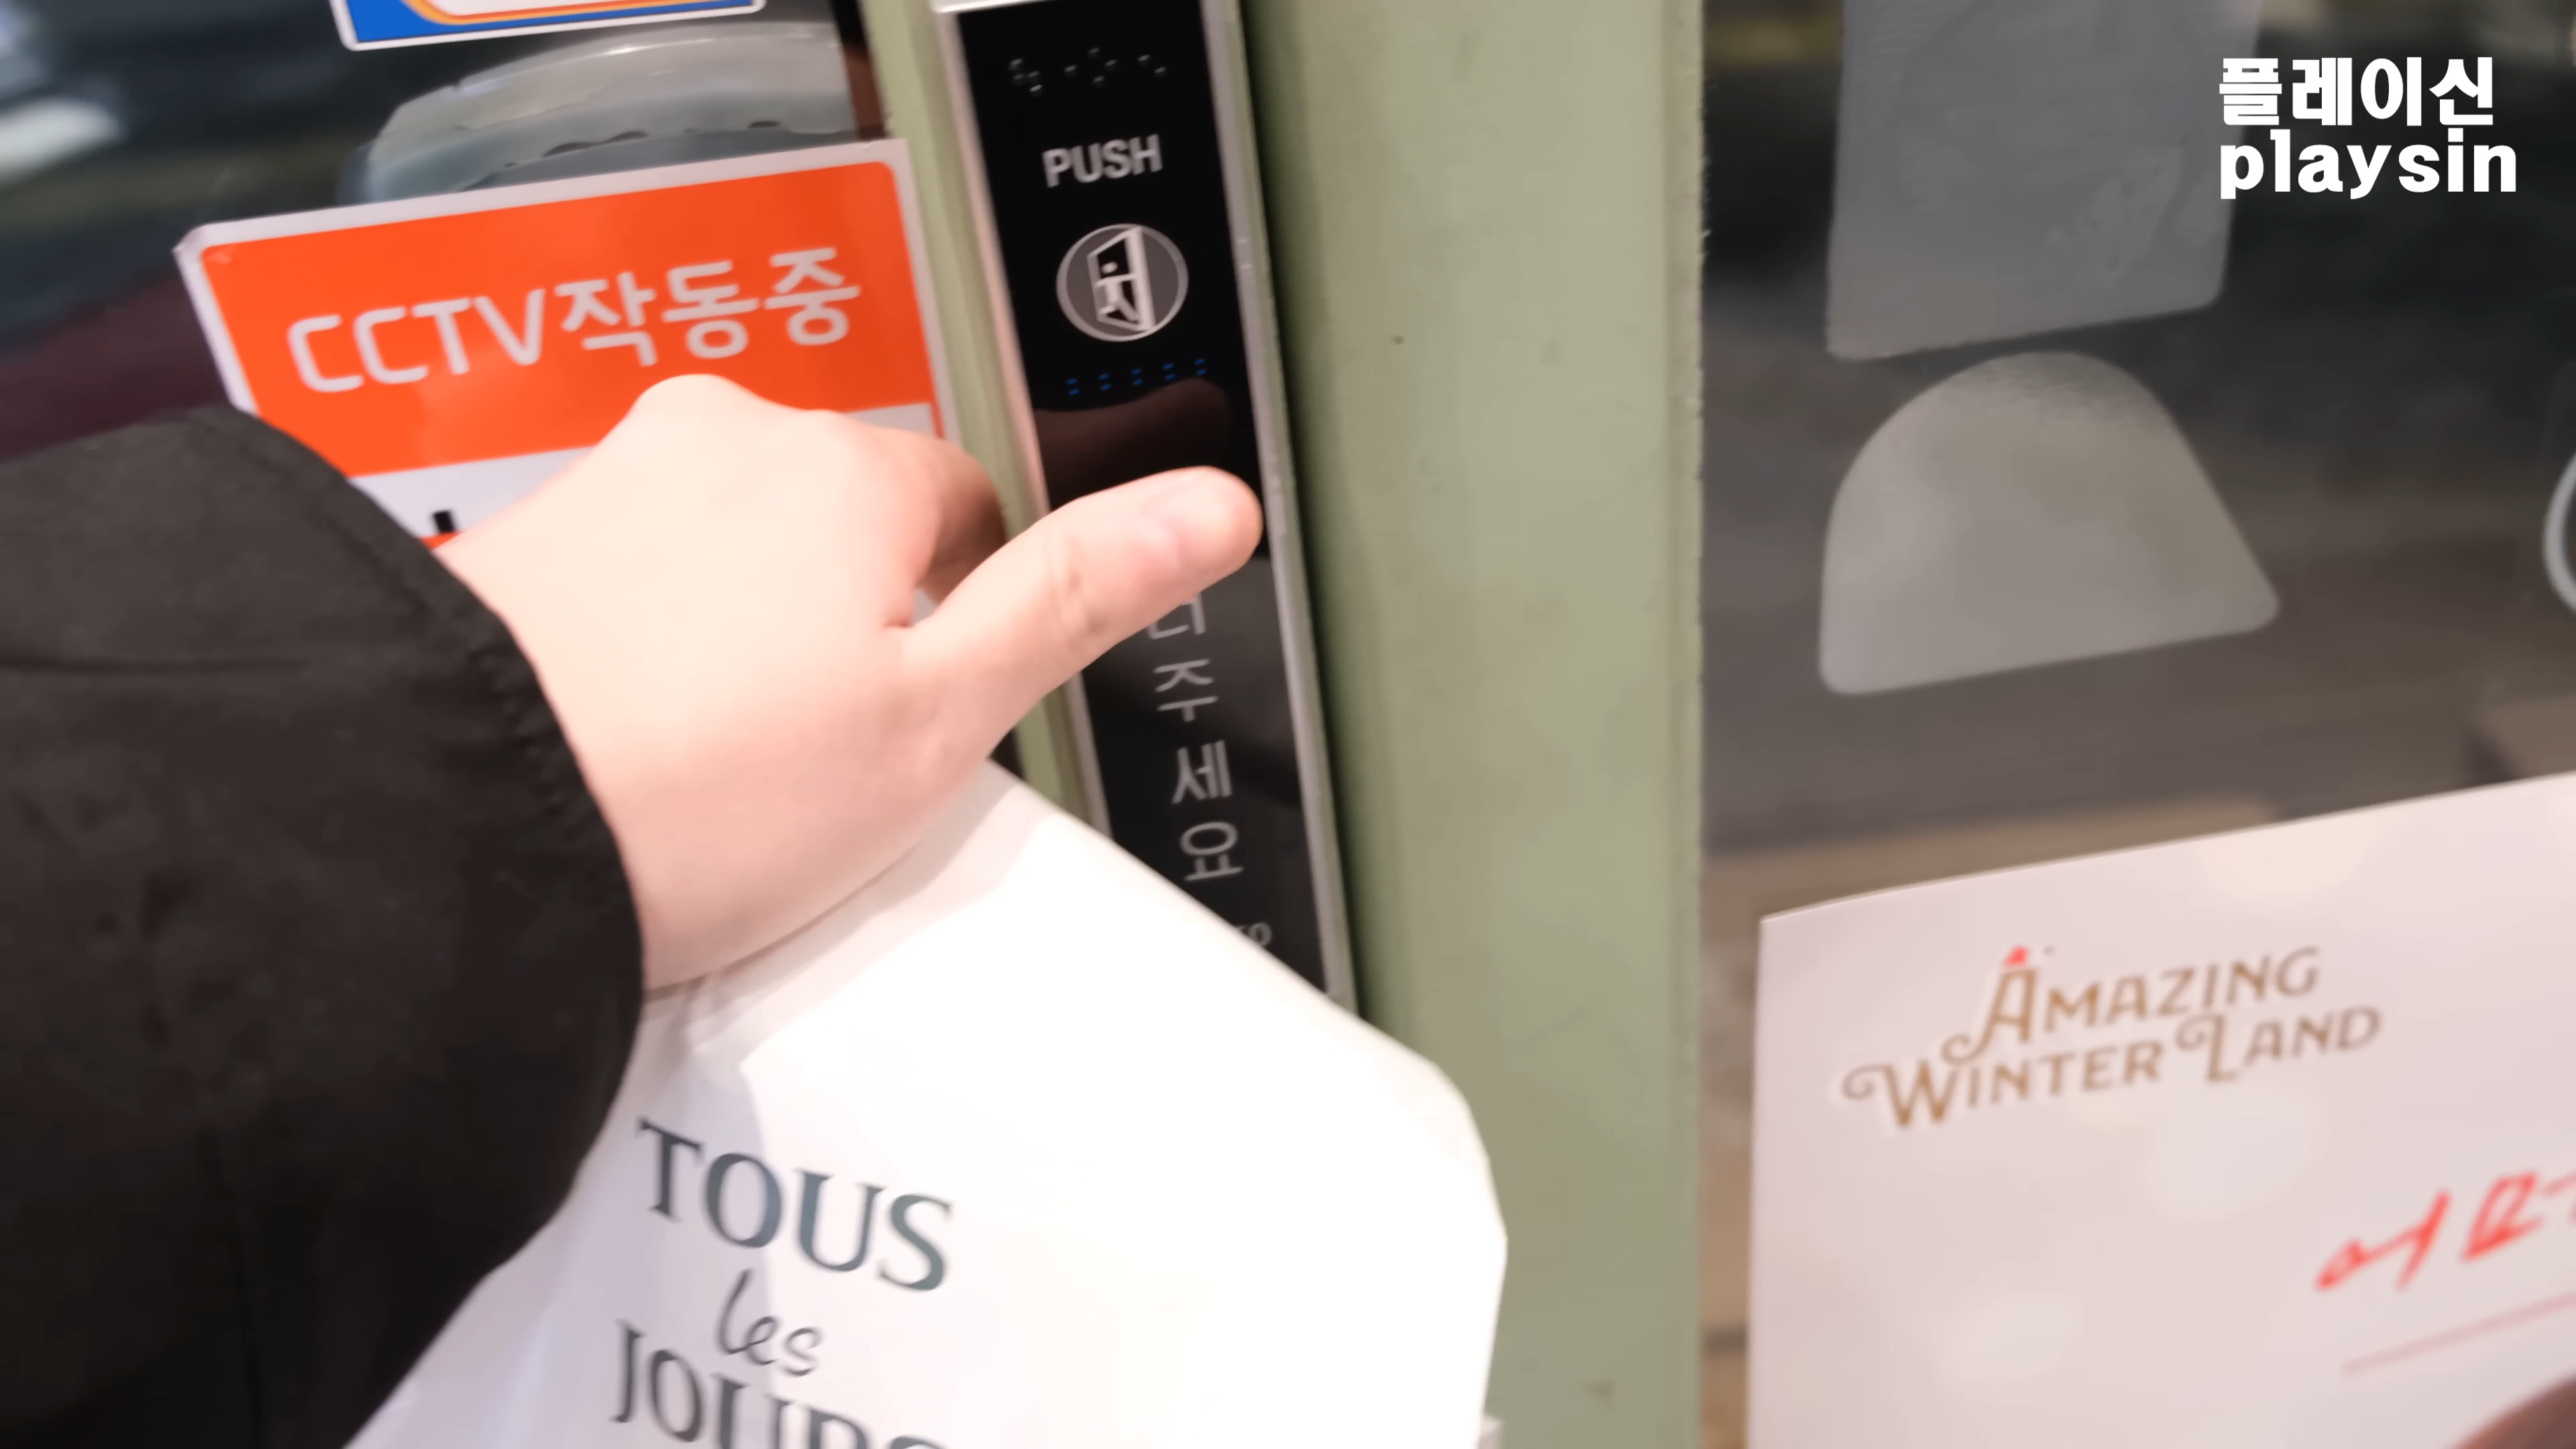 플레이신
playsin
PUSH
CCTV작동중
주
세
요
AMAZING
WINTER LAND
TOUS
les
JOURS